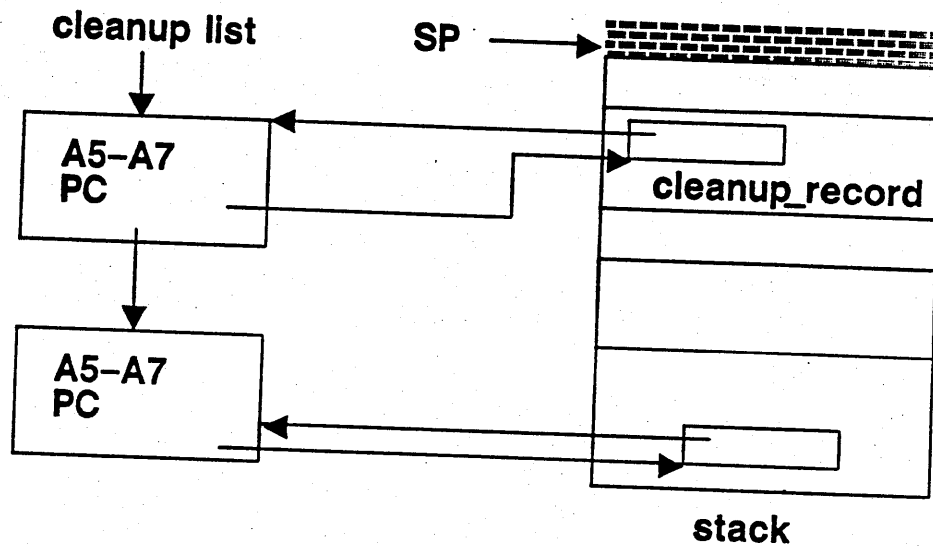 cleanup list
SP
A5–A7
PC
cleanup_record
A5–A7
PC
stack